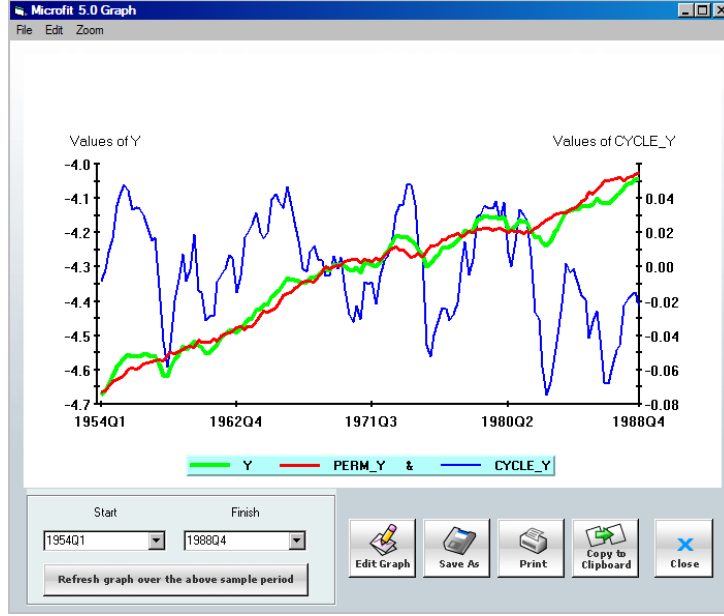 Microfit 5.0 Graph
File Edit Zoom
Values of Y Values of CYCLE_Y
-4.0
-4.1 0.04
-4.2 0.02
-4.3 0.00
-4.4 -0.02
-4.5 -0.04
-4.6 -0.06
-4.7 -0.08
1954Q1 1962Q4 1971Q3 1980Q2 1988Q4
Y PERM_Y & CYCLE_Y
Start Finish
1954Q1 1988Q4
Refresh graph over the above sample period
Edit Graph Save As Print Copy to Clipboard Close